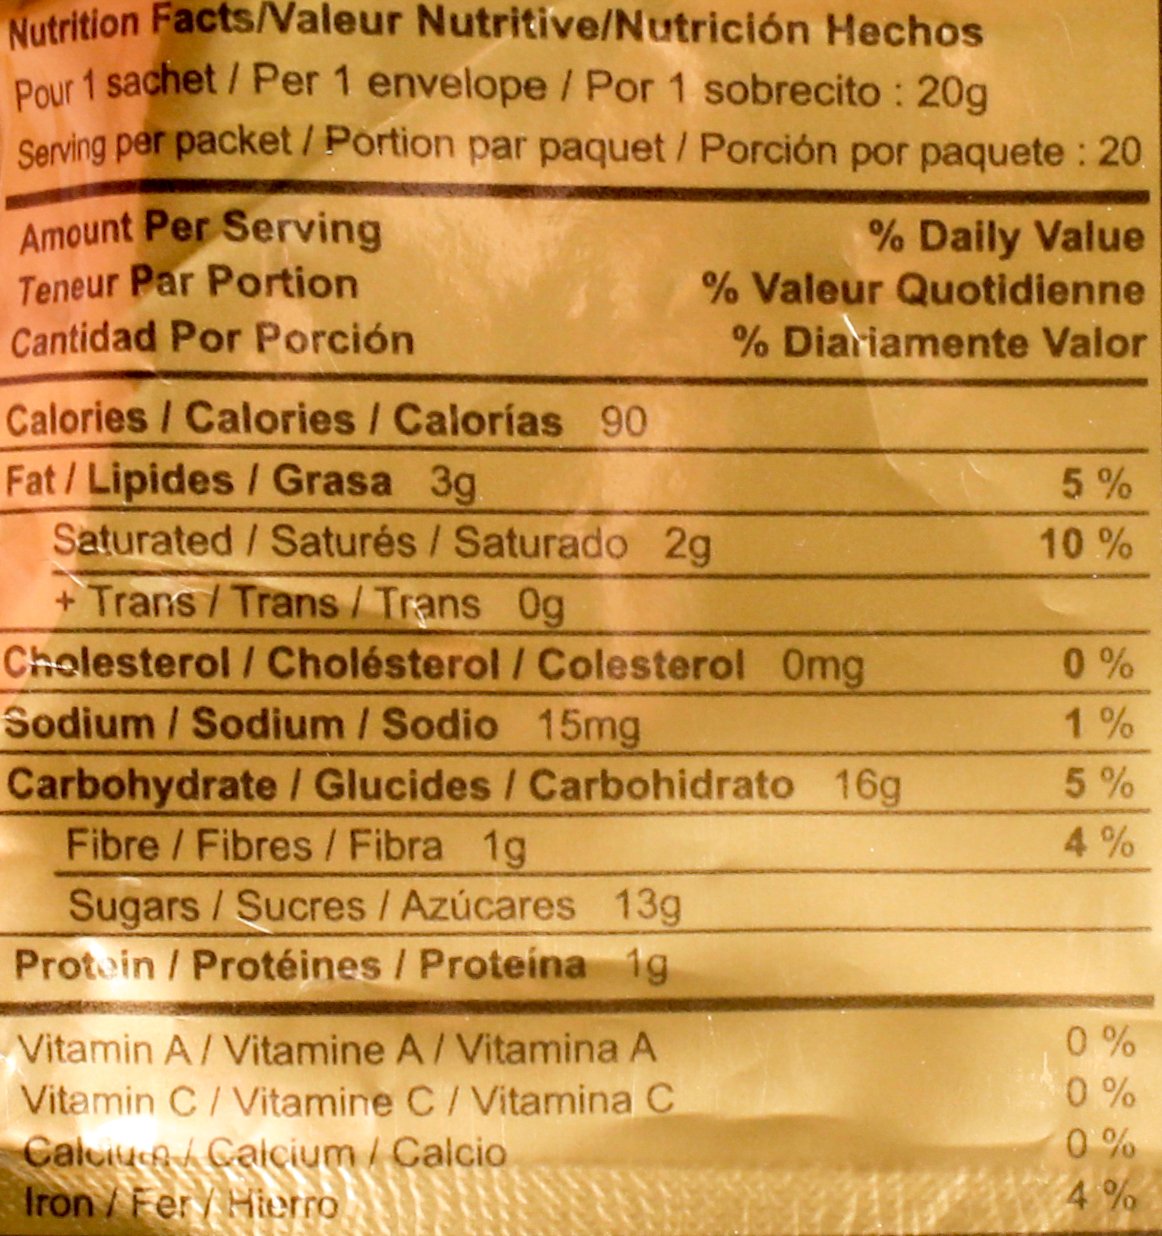 Nutrition Facts/Valeur Nutritive/Nutrición Hechos
Pour 1 sachet / Per 1 envelope / Por 1 sobrecito : 20g
Serving per packet / Portion par paquet / Porción por paquete : 20
Amount Per Serving % Daily Value
Teneur Par Portion % Valeur Quotidienne
Cantidad Por Porción % Diariamente Valor
Calories / Calories / Calorías 90
Fat / Lipides / Grasa 3g 5 %
Saturated / Saturés / Saturado 2g 10 %
+ Trans / Trans / Trans 0g
Cholesterol / Cholésterol / Colesterol 0mg 0 %
Sodium / Sodium / Sodio 15mg 1 %
Carbohydrate / Glucides / Carbohidrato 16g 5 %
Fibre / Fibres / Fibra 1g 4 %
Sugars / Sucres / Azúcares 13g
Protein / Protéines / Proteína 1g
Vitamin A / Vitamine A / Vitamina A 0 %
Vitamin C / Vitamine C / Vitamina C 0 %
Calcium / Calcium / Calcio 0 %
Iron / Fer / Hierro 4 %